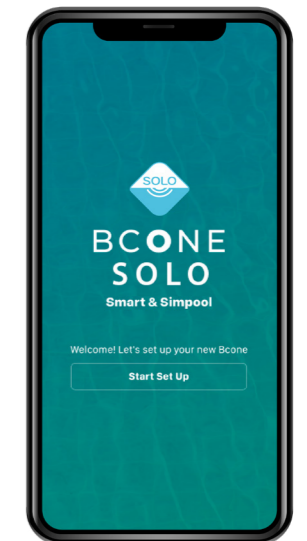 SOLO
BCONE
SOLO
Smart & Simpool
Welcome! Let's set up your new Bcone
Start Set Up